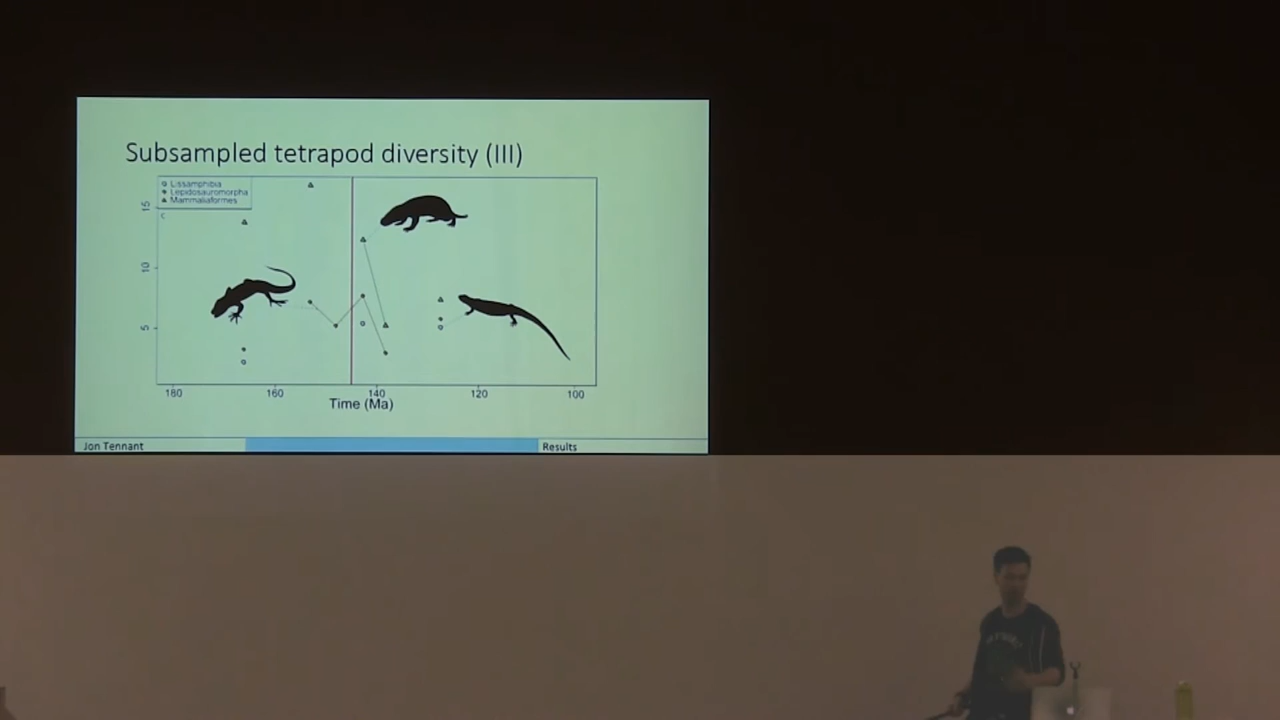 Subsampled tetrapod diversity (III)
Lissamphibia
Lepidosauromorpha
Mammaliaformes
15
10
5
180 160 140 120 100
Time (Ma)
Jon Tennant
Results